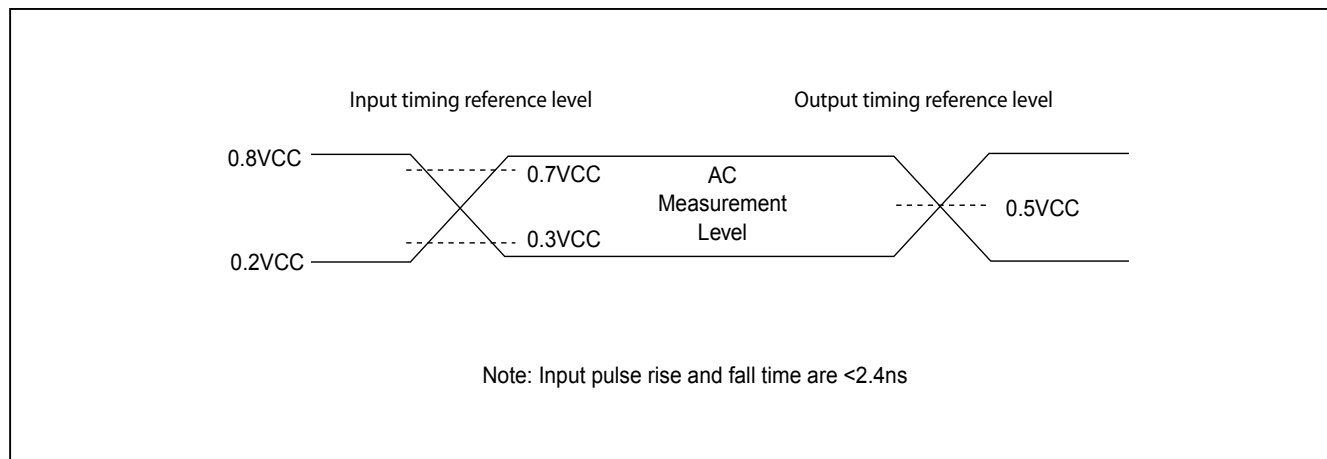 Input timing reference level
Output timing reference level
0.8VCC
0.7VCC
AC
Measurement
Level
0.5VCC
0.3VCC
0.2VCC
Note: Input pulse rise and fall time are <2.4ns